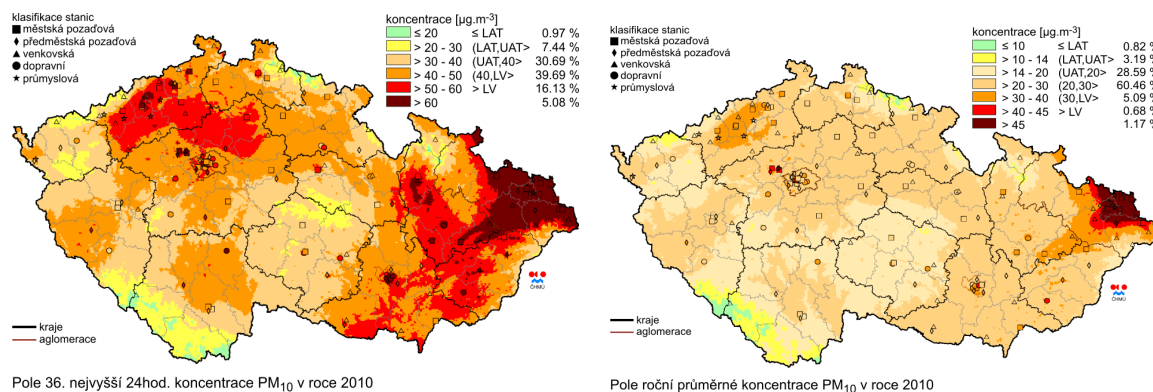 klasifikace stanic
městská pozaďová
předměstská pozaďová
venkovská
dopravní
průmyslová
koncentrace [µg.m-3]
≤ 20 ≤ LAT 0.97 %
> 20 - 30 (LAT,UAT> 7.44 %
> 30 - 40 (UAT,40> 30.69 %
> 40 - 50 (40,LV> 39.69 %
> 50 - 60 > LV 16.13 %
> 60 5.08 %
ČHMÚ
kraje
aglomerace
Pole 36. nejvyšší 24hod. koncentrace PM10 v roce 2010
klasifikace stanic
městská pozaďová
předměstská pozaďová
venkovská
dopravní
průmyslová
koncentrace [µg.m-3]
≤ 10 ≤ LAT 0.82 %
> 10 - 14 (LAT,UAT> 3.19 %
> 14 - 20 (UAT,20> 28.59 %
> 20 - 30 (20,30> 60.46 %
> 30 - 40 (30,LV> 5.09 %
> 40 - 45 > LV 0.68 %
> 45 1.17 %
ČHMÚ
kraje
aglomerace
Pole roční průměrné koncentrace PM10 v roce 2010